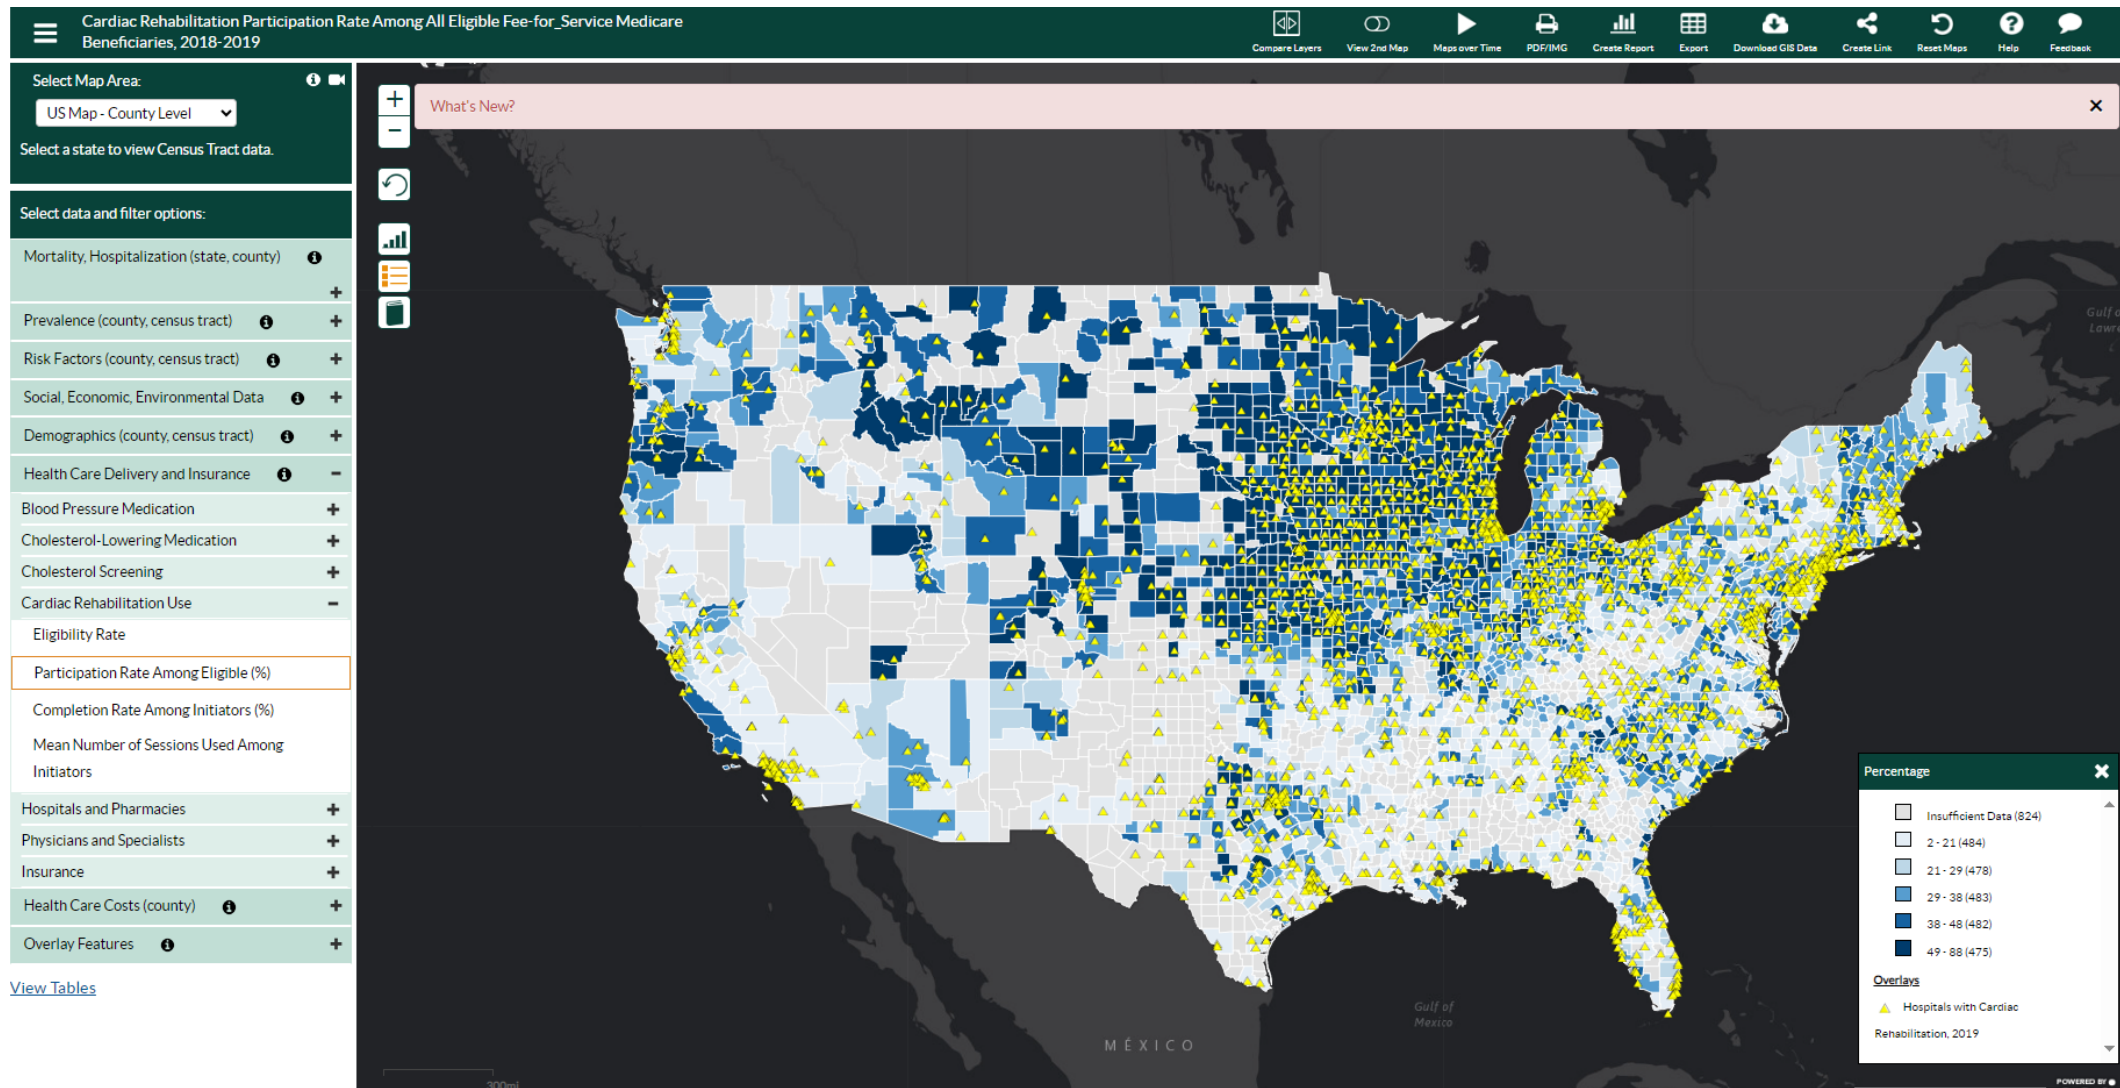 Cardiac Rehabilitation Participation Rate Among All Eligible Fee-for_Service Medicare
Beneficiaries, 2018-2019
Compare Layers
View 2nd Map
Maps over Time
PDF/IMG
Create Report
Export
Download GIS Data
Create Link
Reset Maps
Help
Feedback
Select Map Area:
US Map - County Level
Select a state to view Census Tract data.
Select data and filter options:
Mortality, Hospitalization (state, county)
Prevalence (county, census tract)
Risk Factors (county, census tract)
Social, Economic, Environmental Data
Demographics (county, census tract)
Health Care Delivery and Insurance
Blood Pressure Medication
Cholesterol-Lowering Medication
Cholesterol Screening
Cardiac Rehabilitation Use
Eligibility Rate
Participation Rate Among Eligible (%)
Completion Rate Among Initiators (%)
Mean Number of Sessions Used Among
Initiators
Hospitals and Pharmacies
Physicians and Specialists
Insurance
Health Care Costs (county)
Overlay Features
View Tables
What's New?
Gulf of
Mexico
MÉXICO
300mi
Percentage
Insufficient Data (824)
2 - 21 (484)
21 - 29 (478)
29 - 38 (483)
38 - 48 (482)
49 - 88 (475)
Overlays
Hospitals with Cardiac
Rehabilitation, 2019
POWERED BY